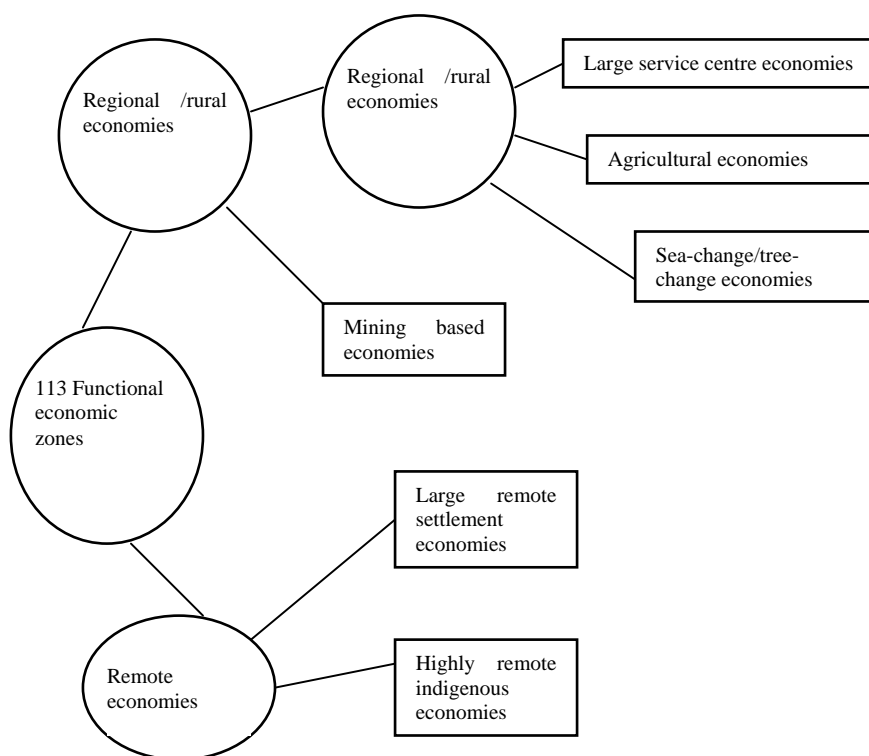 Regional /rural
economies
Regional /rural
economies
Large service centre economies
Agricultural economies
Sea-change/tree-
change economies
Mining based
economies
113 Functional
economic
zones
Large remote
settlement
economies
Remote
economies
Highly remote
indigenous
economies